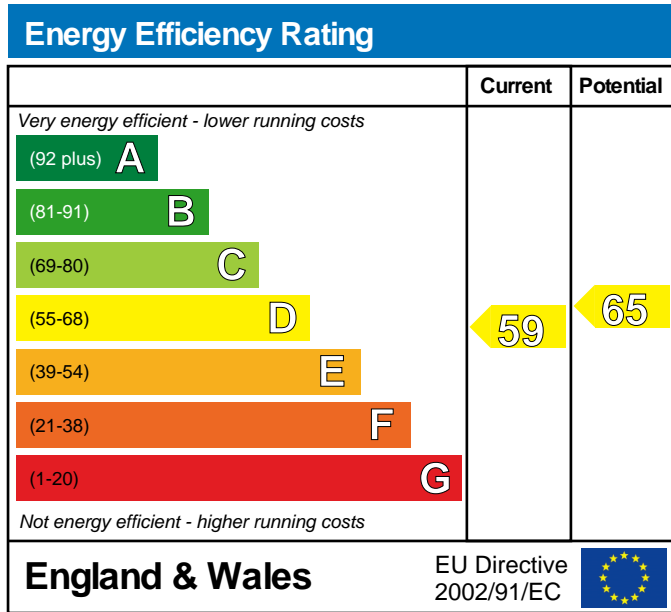 Energy Efficiency Rating
Current Potential
Very energy efficient - lower running costs
(92 plus) A
(81-91) B
(69-80) C
(55-68) D
59
65
(39-54) E
(21-38) F
(1-20) G
Not energy efficient - higher running costs
England & Wales
EU Directive
2002/91/EC